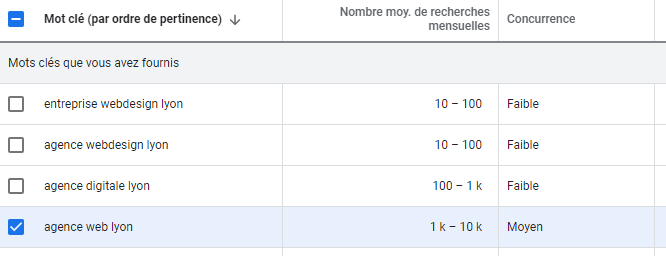 Mot clé (par ordre de pertinence) Nombre moy. de recherches mensuelles Concurrence
Mots clés que vous avez fournis
entreprise webdesign lyon 10 – 100 Faible
agence webdesign lyon 10 – 100 Faible
agence digitale lyon 100 – 1 k Faible
agence web lyon 1 k – 10 k Moyen